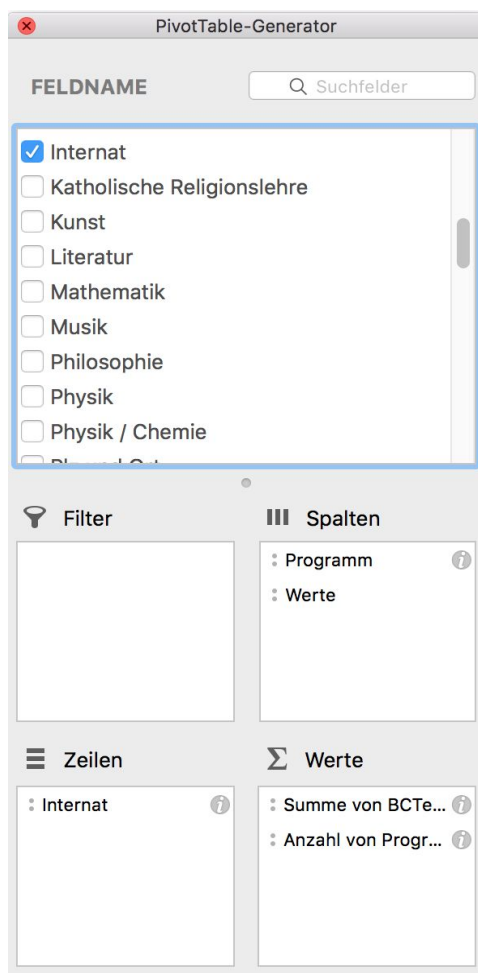 PivotTable-Generator
FELDNAME
Suchfelder
Internat
Katholische Religionslehre
Kunst
Literatur
Mathematik
Musik
Philosophie
Physik
Physik / Chemie
Filter
Spalten
Programm
Werte
Zeilen
Werte
Internat
Summe von BCTe...
Anzahl von Progr...